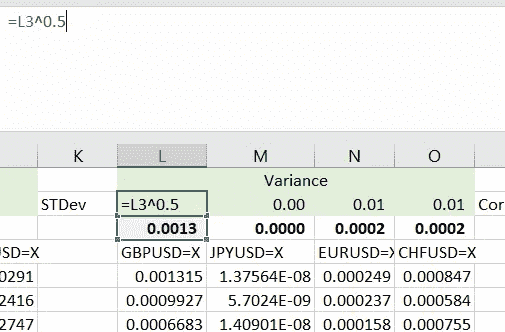 =L3^0.5
K L M N O
Variance
STDev =L3^0.5 0.00 0.01 0.01 Cor
0.0013 0.0000 0.0002 0.0002
SD=X GBPUSD=X JPYUSD=X EURUSD=X CHFUSD=X
0291 0.001315 1.37564E-08 0.000249 0.000847
2416 0.0009927 5.7024E-09 0.000237 0.000584
2747 0.0006683 1.40901E-08 0.000158 0.000755